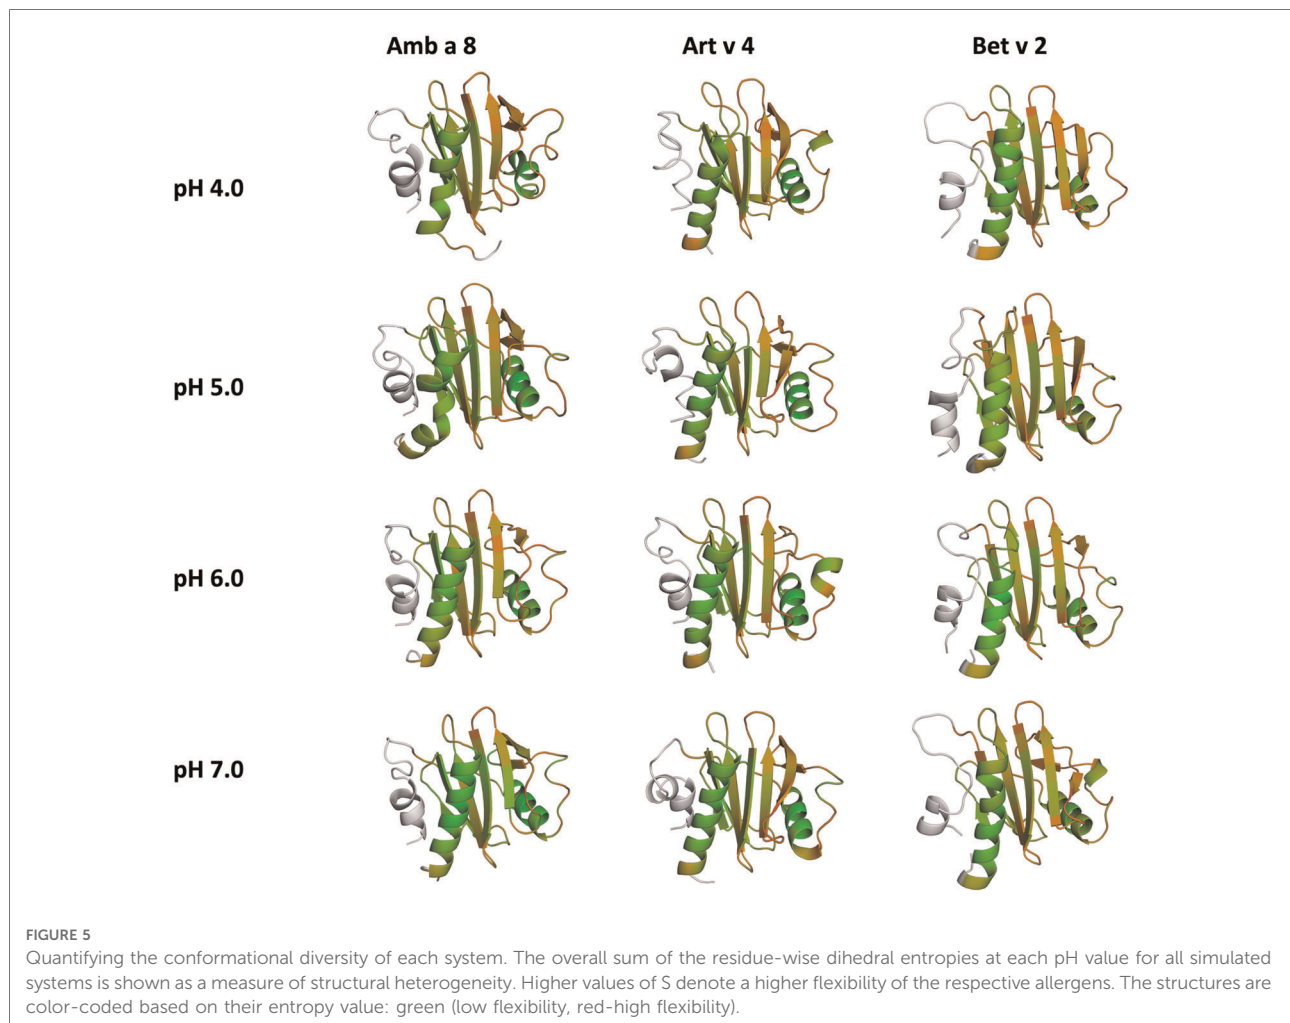 Amb a 8 Art v 4 Bet v 2
pH 4.0
pH 5.0
pH 6.0
pH 7.0
FIGURE 5
Quantifying the conformational diversity of each system. The overall sum of the residue-wise dihedral entropies at each pH value for all simulated
systems is shown as a measure of structural heterogeneity. Higher values of S denote a higher flexibility of the respective allergens. The structures are
color-coded based on their entropy value: green (low flexibility, red-high flexibility).